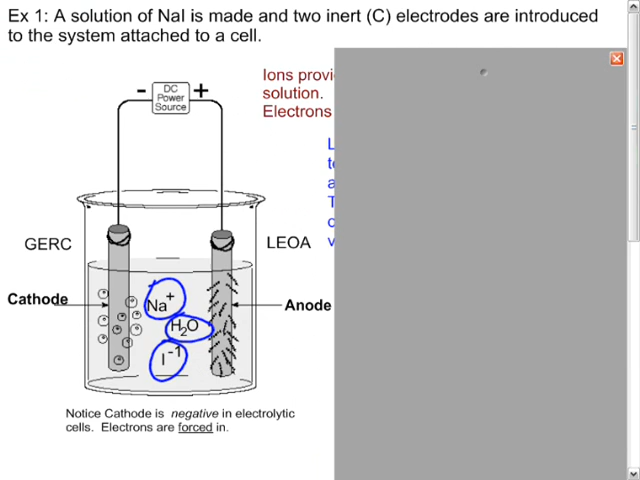 Ex 1: A solution of NaI is made and two inert (C) electrodes are introduced
to the system attached to a cell.
Ions
solution.
Electrons
- DC Power Source +
GERC
LEOA
Cathode
Anode
Na+
H2O
I-1
Notice Cathode is negative in electrolytic
cells. Electrons are forced in.